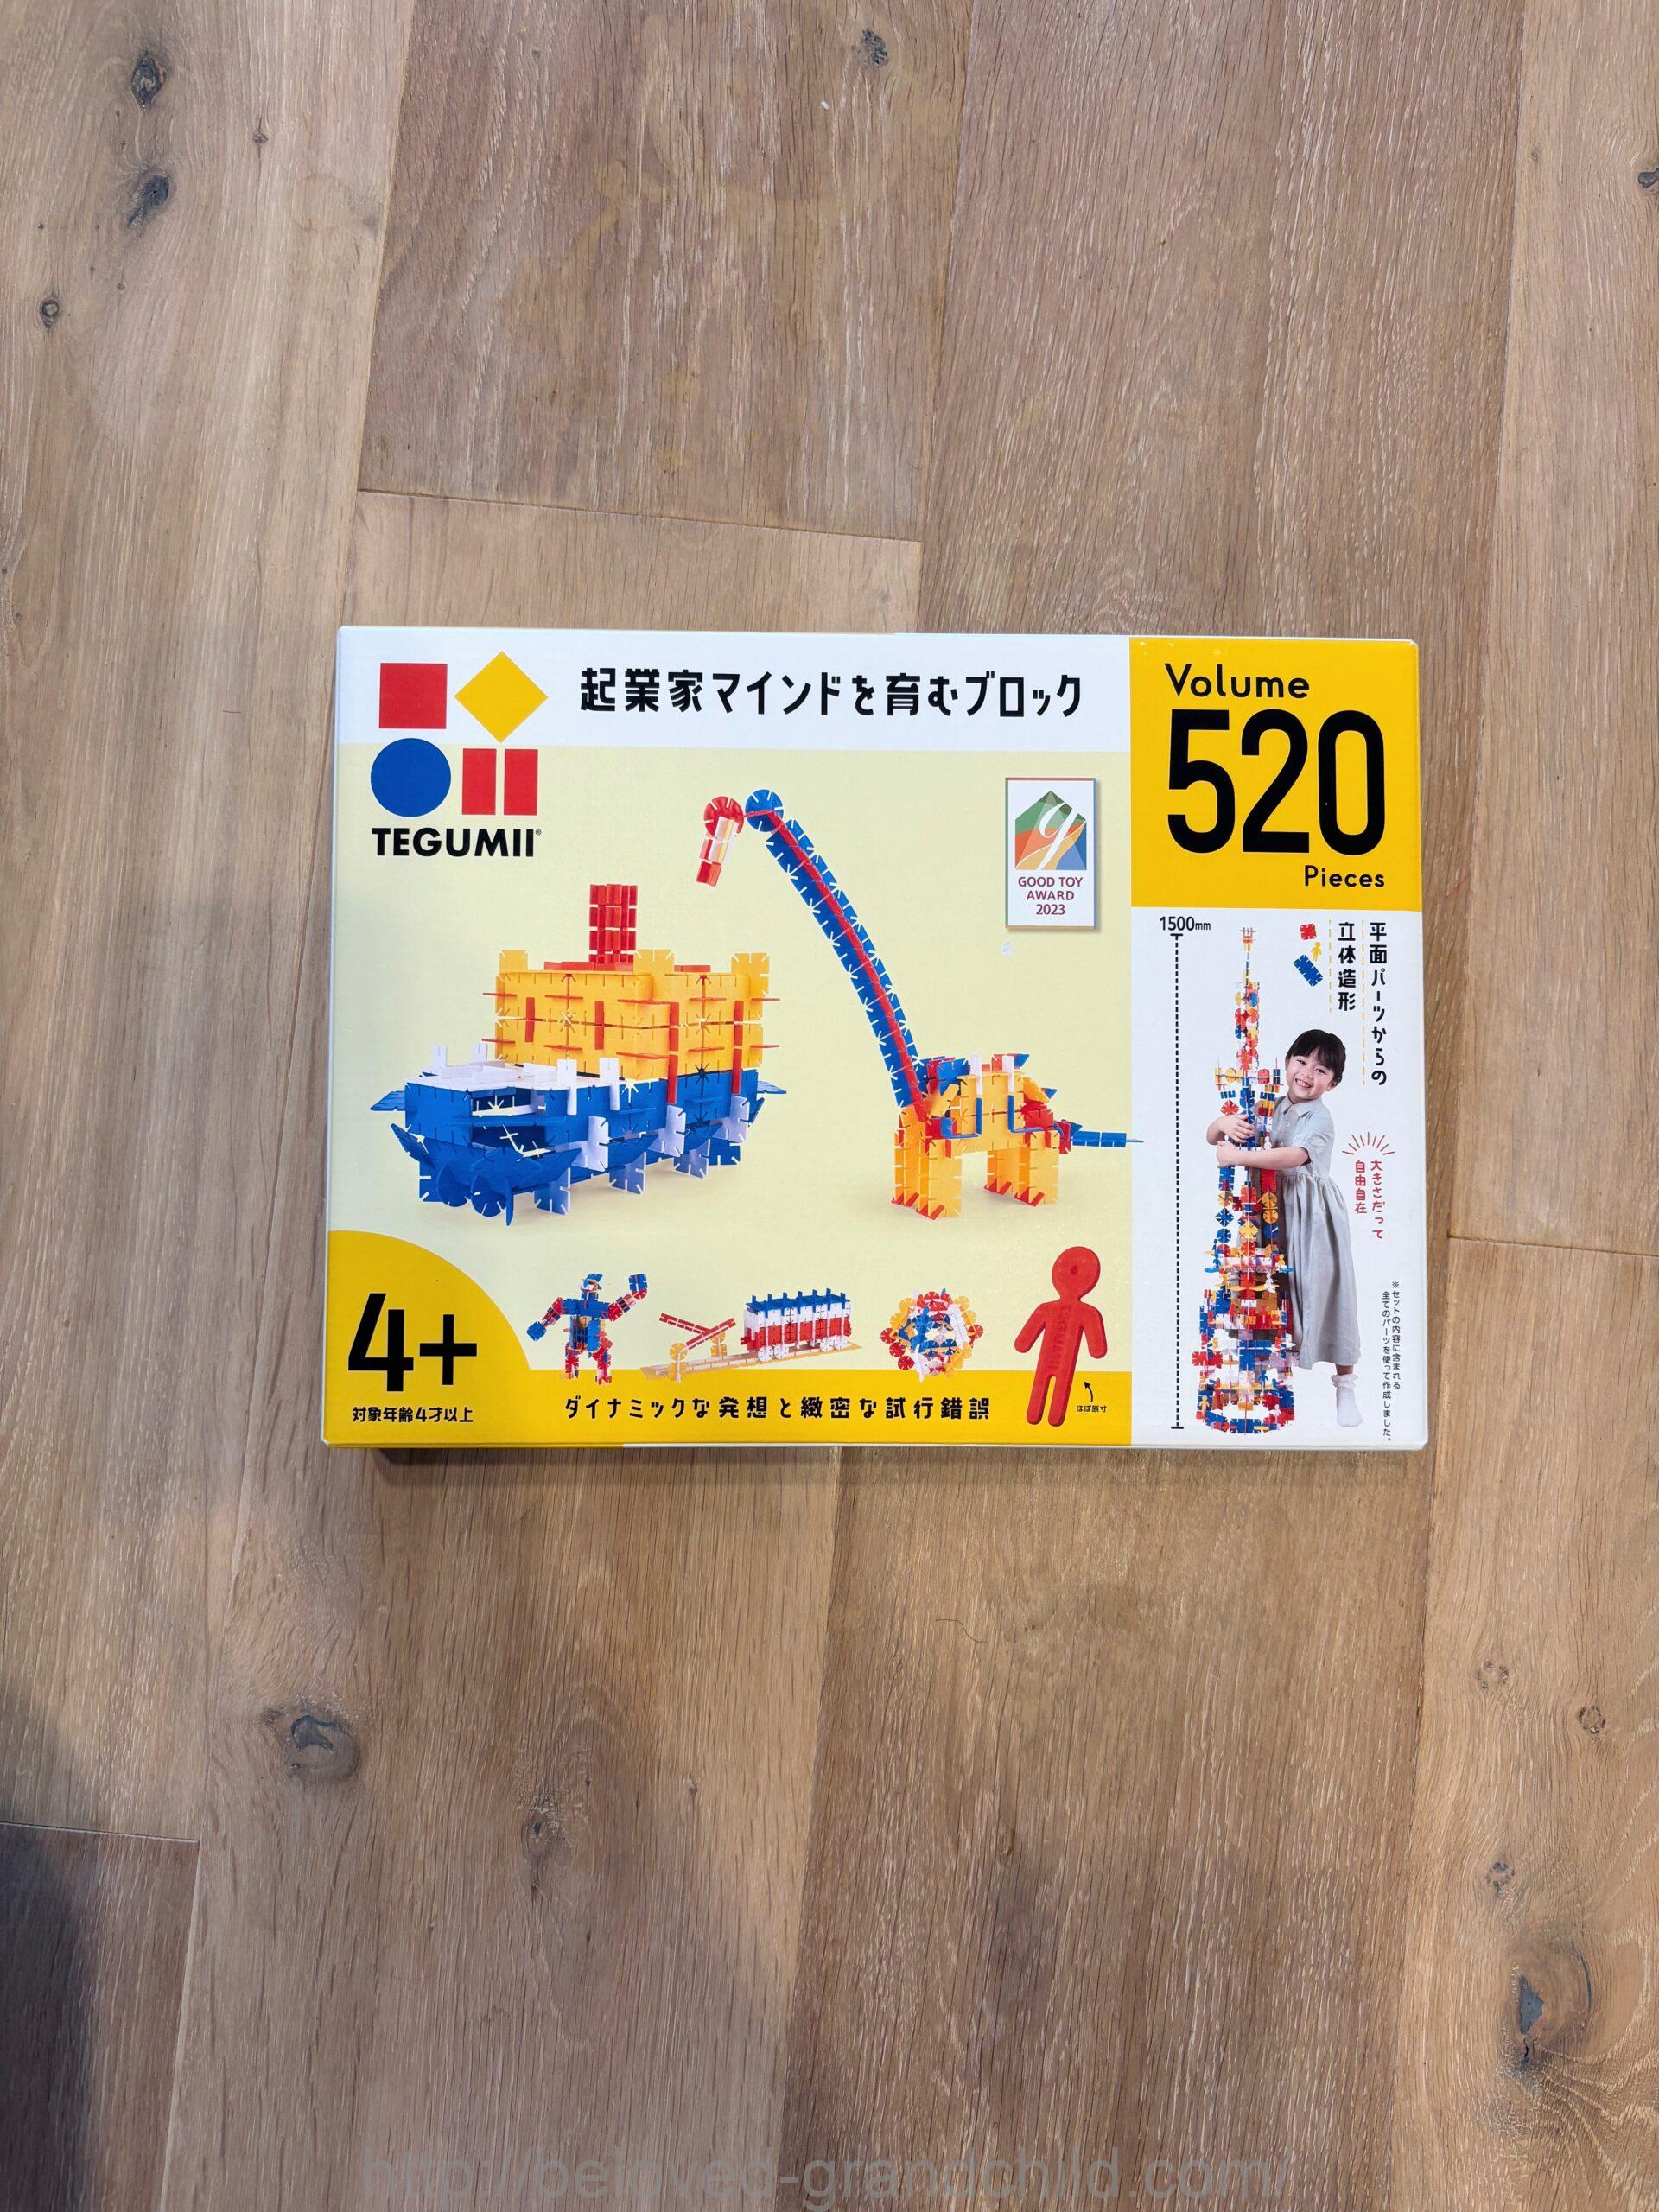 起業家マインドを育むブロック
TEGUMII®
GOOD TOY
AWARD
2023
4+
対象年齢4才以上
ダイナミックな発想と緻密な試行錯誤
ほぼ原寸
Volume
520
Pieces
1500mm
平面パーツからの
立体造形
大きさだって
自由自在
※セットの内容に含まれる
全てのパーツを使って作成しました。
http://beloved-grandchild.com/